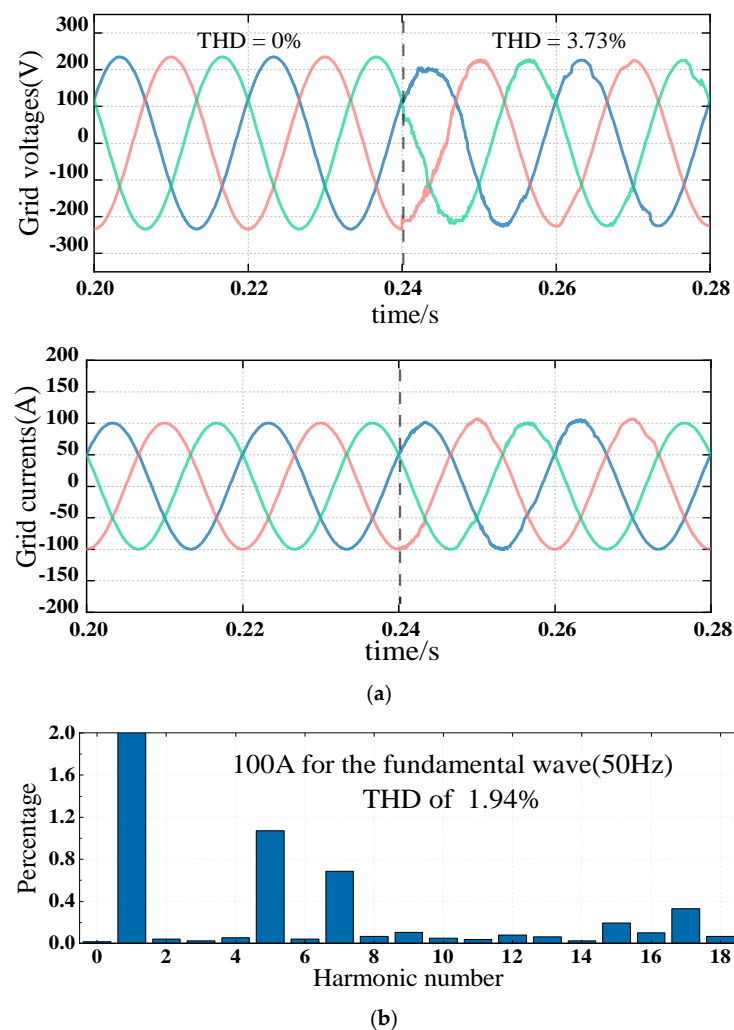 THD = 0%
THD = 3.73%
Grid voltages(V)
300
200
100
0
-100
-200
-300
0.20
0.22
0.24
0.26
0.28
time/s
Grid currents(A)
200
150
100
50
0
-50
-100
-150
-200
0.20
0.22
0.24
0.26
0.28
time/s
(a)
Percentage
2.0
1.6
1.2
0.8
0.4
0.0
100A for the fundamental wave(50Hz)
THD of 1.94%
0 2 4 6 8 10 12 14 16 18
Harmonic number
(b)